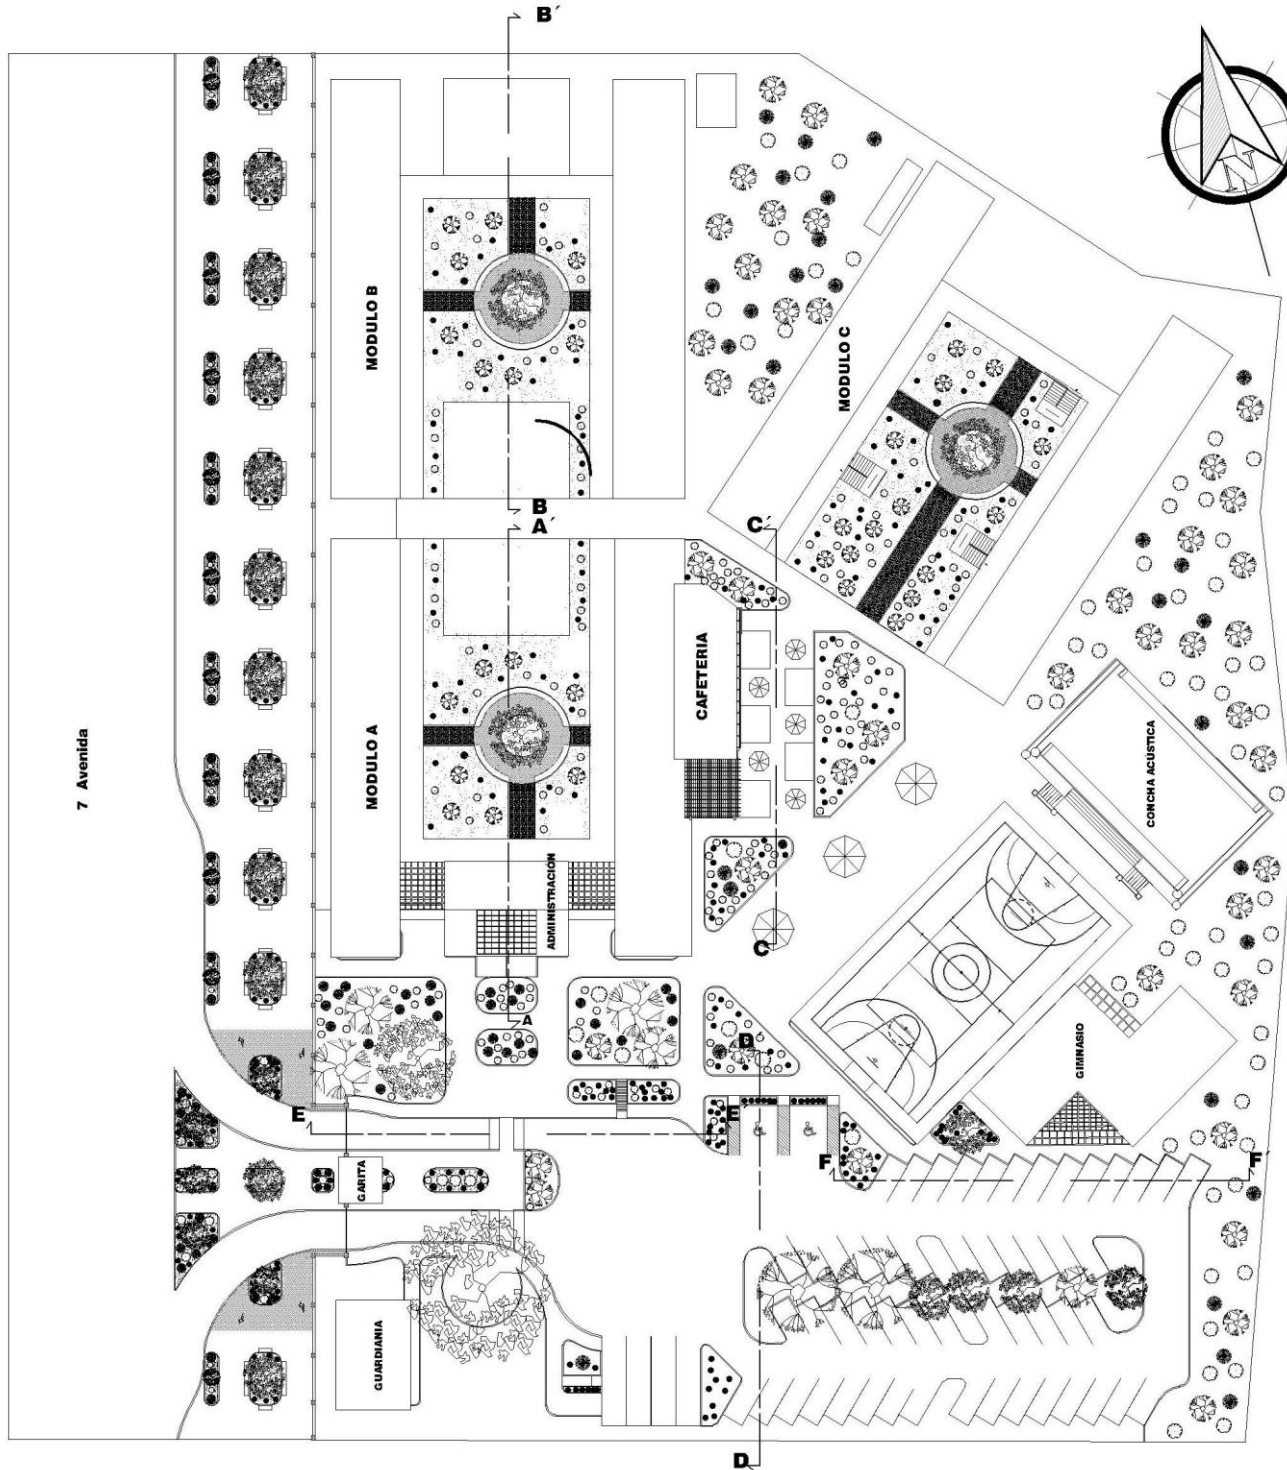 B´
N
MODULO B
MODULO C
B
A´
C´
7 Avenida
MODULO A
CAFETERIA
CONCHA ACÚSTICA
ADMINISTRACIÓN
C
A
D´
GIMNASIO
E
E´
F
F´
GARITA
GUARDIANIA
D